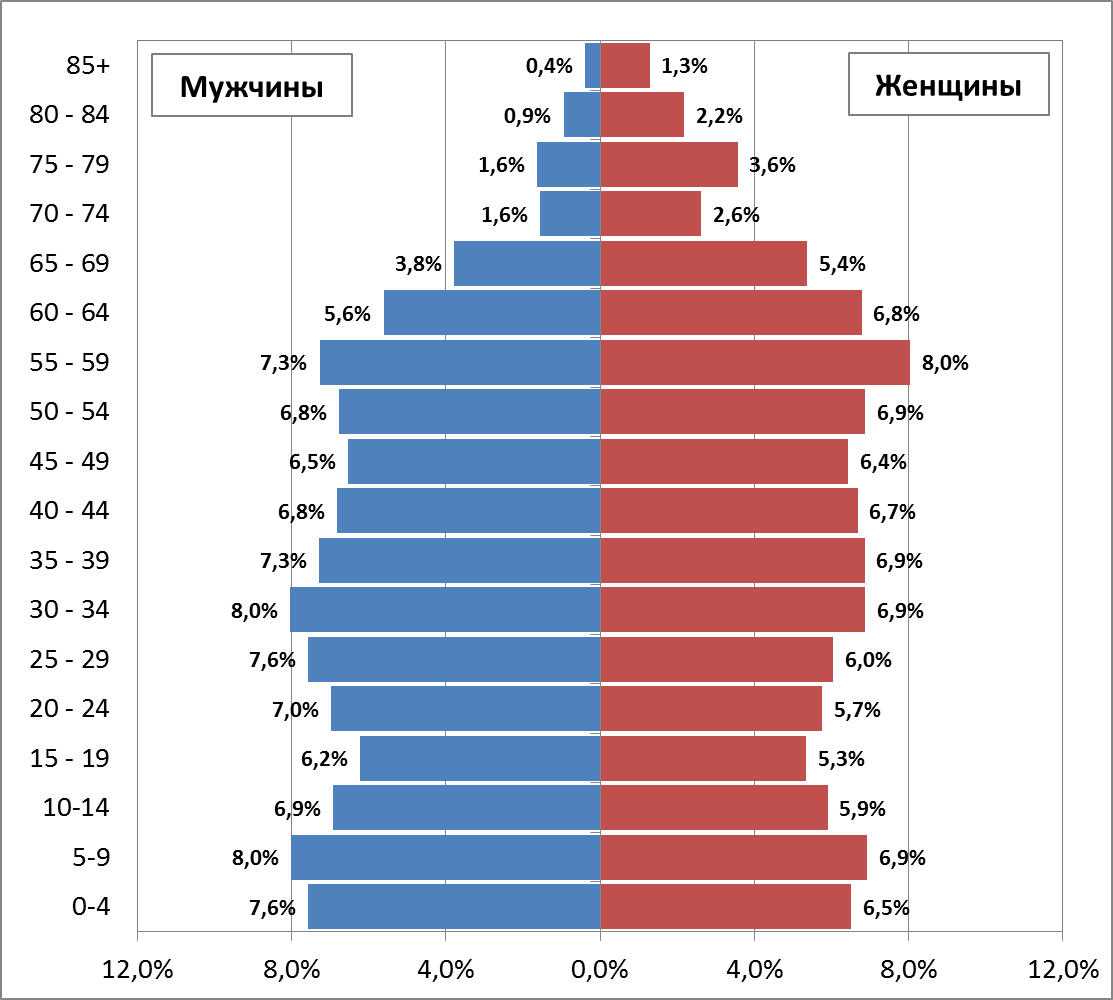 Мужчины
Женщины
85+ 0,4% 1,3%
80 - 84 0,9% 2,2%
75 - 79 1,6% 3,6%
70 - 74 1,6% 2,6%
65 - 69 3,8% 5,4%
60 - 64 5,6% 6,8%
55 - 59 7,3% 8,0%
50 - 54 6,8% 6,9%
45 - 49 6,5% 6,4%
40 - 44 6,8% 6,7%
35 - 39 7,3% 6,9%
30 - 34 8,0% 6,9%
25 - 29 7,6% 6,0%
20 - 24 7,0% 5,7%
15 - 19 6,2% 5,3%
10-14 6,9% 5,9%
5-9 8,0% 6,9%
0-4 7,6% 6,5%
12,0% 8,0% 4,0% 0,0% 4,0% 8,0% 12,0%